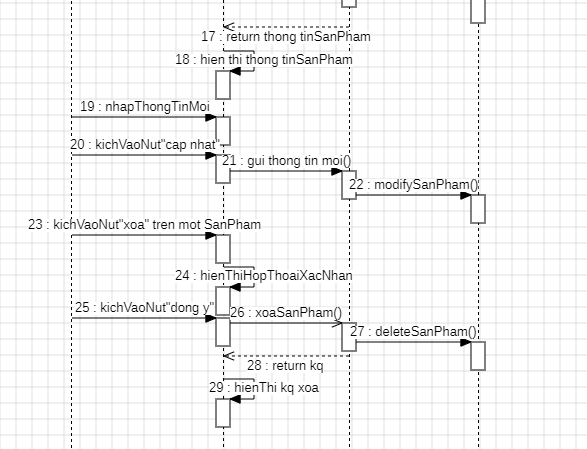 17 : return thong tinSanPham
18 : hien thi thong tinSanPham
19 : nhapThongTinMoi
20 : kichVaoNut"cap nhat"
21 : gui thong tin moi()
22 : modifySanPham()
23 : kichVaoNut"xoa" tren mot SanPham
24 : hienThiHopThoaiXacNhan
25 : kichVaoNut"dong y"
26 : xoaSanPham()
27 : deleteSanPham()
28 : return kq
29 : hienThi kq xoa